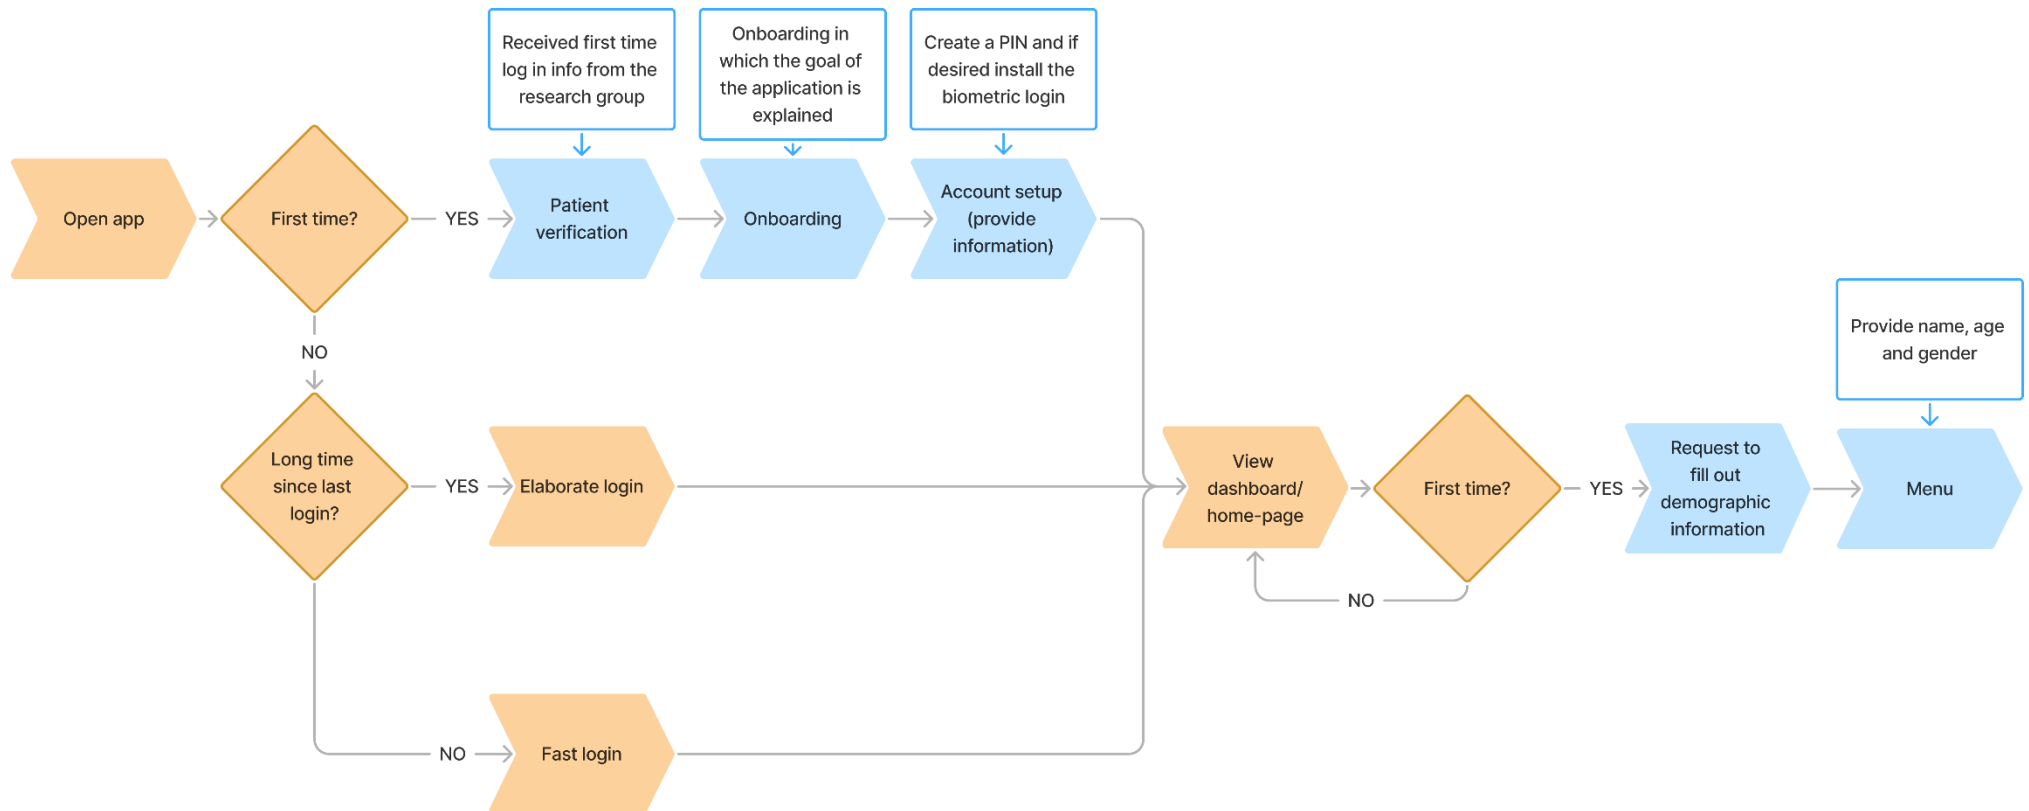 Received first time
log in info from the
research group
Onboarding in
which the goal of
the application is
explained
Create a PIN and if
desired install the
biometric login
Open app
First time?
YES
Patient
verification
Onboarding
Account setup
(provide
information)
NO
Provide name, age
and gender
Long time
since last
login?
YES
Elaborate login
View
dashboard/
home-page
First time?
YES
Request to
fill out
demographic
information
Menu
NO
NO
Fast login